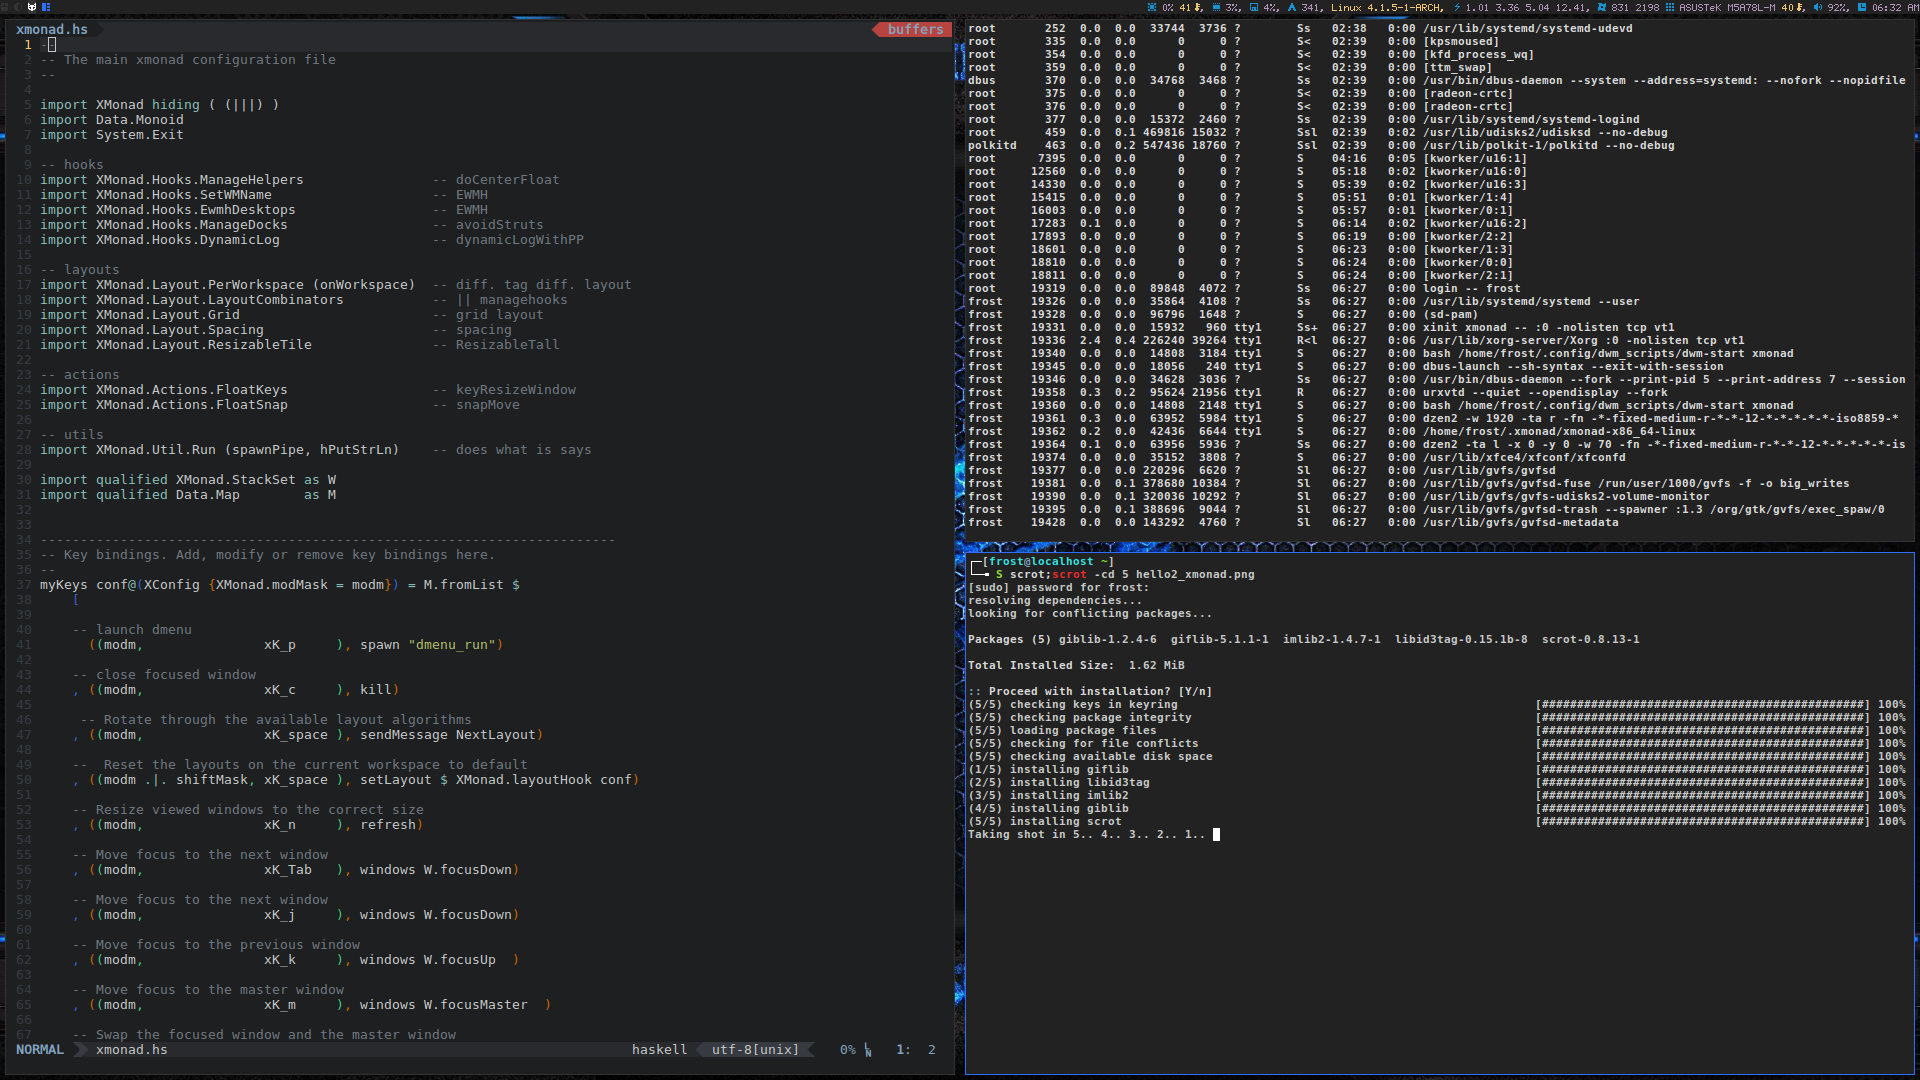 0% 41, 3%, 4%, 341, Linux 4.1.5-1-ARCH, 1.01 3.36 5.04 12.41, 831 2198 ASUSTeK M5A78L-M 40, 92%, 06:32 AM
xmonad.hs buffers
1 --
2 -- The main xmonad configuration file
3 --
4
5 import XMonad hiding ( (|||) )
6 import Data.Monoid
7 import System.Exit
8
9 -- hooks
10 import XMonad.Hooks.ManageHelpers -- doCenterFloat
11 import XMonad.Hooks.SetWMName -- EWMH
12 import XMonad.Hooks.EwmhDesktops -- EWMH
13 import XMonad.Hooks.ManageDocks -- avoidStruts
14 import XMonad.Hooks.DynamicLog -- dynamicLogWithPP
15
16 -- layouts
17 import XMonad.Layout.PerWorkspace (onWorkspace) -- diff. tag diff. layout
18 import XMonad.Layout.LayoutCombinators -- || managehooks
19 import XMonad.Layout.Grid -- grid layout
20 import XMonad.Layout.Spacing -- spacing
21 import XMonad.Layout.ResizableTile -- ResizableTall
22
23 -- actions
24 import XMonad.Actions.FloatKeys -- keyResizeWindow
25 import XMonad.Actions.FloatSnap -- snapMove
26
27 -- utils
28 import XMonad.Util.Run (spawnPipe, hPutStrLn) -- does what is says
29
30 import qualified XMonad.StackSet as W
31 import qualified Data.Map as M
32
33
34 ------------------------------------------------------------------------
35 -- Key bindings. Add, modify or remove key bindings here.
36 --
37 myKeys conf@(XConfig {XMonad.modMask = modm}) = M.fromList $
38 [
39
40 -- launch dmenu
41 ((modm, xK_p ), spawn "dmenu_run")
42
43 -- close focused window
44 , ((modm, xK_c ), kill)
45
46 -- Rotate through the available layout algorithms
47 , ((modm, xK_space ), sendMessage NextLayout)
48
49 -- Reset the layouts on the current workspace to default
50 , ((modm .|. shiftMask, xK_space ), setLayout $ XMonad.layoutHook conf)
51
52 -- Resize viewed windows to the correct size
53 , ((modm, xK_n ), refresh)
54
55 -- Move focus to the next window
56 , ((modm, xK_Tab ), windows W.focusDown)
57
58 -- Move focus to the next window
59 , ((modm, xK_j ), windows W.focusDown)
60
61 -- Move focus to the previous window
62 , ((modm, xK_k ), windows W.focusUp )
63
64 -- Move focus to the master window
65 , ((modm, xK_m ), windows W.focusMaster )
66
67 -- Swap the focused window and the master window
NORMAL xmonad.hs haskell utf-8[unix] 0% LN 1: 2
root 252 0.0 0.0 33744 3736 ? Ss 02:38 0:00 /usr/lib/systemd/systemd-udevd
root 335 0.0 0.0 0 0 ? S< 02:39 0:00 [kpsmoused]
root 354 0.0 0.0 0 0 ? S< 02:39 0:00 [kfd_process_wq]
root 359 0.0 0.0 0 0 ? S< 02:39 0:00 [ttm_swap]
dbus 370 0.0 0.0 34768 3468 ? Ss 02:39 0:00 /usr/bin/dbus-daemon --system --address=systemd: --nofork --nopidfile
root 375 0.0 0.0 0 0 ? S< 02:39 0:00 [radeon-crtc]
root 376 0.0 0.0 0 0 ? S< 02:39 0:00 [radeon-crtc]
root 377 0.0 0.0 15372 2460 ? Ss 02:39 0:00 /usr/lib/systemd/systemd-logind
root 459 0.0 0.1 469816 15032 ? Ssl 02:39 0:02 /usr/lib/udisks2/udisksd --no-debug
polkitd 463 0.0 0.2 547436 18760 ? Ssl 02:39 0:00 /usr/lib/polkit-1/polkitd --no-debug
root 7395 0.0 0.0 0 0 ? S 04:16 0:05 [kworker/u16:1]
root 12560 0.0 0.0 0 0 ? S 05:18 0:02 [kworker/u16:0]
root 14330 0.0 0.0 0 0 ? S 05:39 0:02 [kworker/u16:3]
root 15415 0.0 0.0 0 0 ? S 05:51 0:01 [kworker/1:4]
root 16003 0.0 0.0 0 0 ? S 05:57 0:01 [kworker/0:1]
root 17283 0.1 0.0 0 0 ? S 06:14 0:02 [kworker/u16:2]
root 17893 0.0 0.0 0 0 ? S 06:19 0:00 [kworker/2:2]
root 18601 0.0 0.0 0 0 ? S 06:23 0:00 [kworker/1:3]
root 18810 0.0 0.0 0 0 ? S 06:24 0:00 [kworker/0:0]
root 18811 0.0 0.0 0 0 ? S 06:24 0:00 [kworker/2:1]
root 19319 0.0 0.0 89848 4072 ? Ss 06:27 0:00 login -- frost
frost 19326 0.0 0.0 35864 4108 ? Ss 06:27 0:00 /usr/lib/systemd/systemd --user
frost 19328 0.0 0.0 96796 1648 ? S 06:27 0:00 (sd-pam)
frost 19331 0.0 0.0 15932 960 tty1 Ss+ 06:27 0:00 xinit xmonad -- :0 -nolisten tcp vt1
frost 19336 2.4 0.4 226240 39264 tty1 R<l 06:27 0:06 /usr/lib/xorg-server/Xorg :0 -nolisten tcp vt1
frost 19340 0.0 0.0 14808 3184 tty1 S 06:27 0:00 bash /home/frost/.config/dwm_scripts/dwm-start xmonad
frost 19345 0.0 0.0 18056 240 tty1 S 06:27 0:00 dbus-launch --sh-syntax --exit-with-session
frost 19346 0.0 0.0 34628 3036 ? Ss 06:27 0:00 /usr/bin/dbus-daemon --fork --print-pid 5 --print-address 7 --session
frost 19358 0.3 0.2 95624 21956 tty1 R 06:27 0:00 urxvtd --quiet --opendisplay --fork
frost 19360 0.0 0.0 14808 2148 tty1 S 06:27 0:00 bash /home/frost/.config/dwm_scripts/dwm-start xmonad
frost 19361 0.3 0.0 63952 5984 tty1 S 06:27 0:00 dzen2 -w 1920 -ta r -fn -*-fixed-medium-r-*-*-12-*-*-*-*-*-iso8859-*
frost 19362 0.2 0.0 42436 6644 tty1 S 06:27 0:00 /home/frost/.xmonad/xmonad-x86_64-linux
frost 19364 0.1 0.0 63956 5936 ? Ss 06:27 0:00 dzen2 -ta l -x 0 -y 0 -w 70 -fn -*-fixed-medium-r-*-*-12-*-*-*-*-*-is
frost 19374 0.0 0.0 35152 3808 ? S 06:27 0:00 /usr/lib/xfce4/xfconf/xfconfd
frost 19377 0.0 0.0 220296 6620 ? Sl 06:27 0:00 /usr/lib/gvfs/gvfsd
frost 19381 0.0 0.1 378680 10384 ? Sl 06:27 0:00 /usr/lib/gvfs/gvfsd-fuse /run/user/1000/gvfs -f -o big_writes
frost 19390 0.0 0.1 320036 10292 ? Sl 06:27 0:00 /usr/lib/gvfs/gvfs-udisks2-volume-monitor
frost 19395 0.0 0.1 388696 9044 ? Sl 06:27 0:00 /usr/lib/gvfs/gvfsd-trash --spawner :1.3 /org/gtk/gvfs/exec_spaw/0
frost 19428 0.0 0.0 143292 4760 ? Sl 06:27 0:00 /usr/lib/gvfs/gvfsd-metadata
[frost@localhost ~]
S scrot;scrot -cd 5 hello2_xmonad.png
[sudo] password for frost:
resolving dependencies...
looking for conflicting packages...
Packages (5) giblib-1.2.4-6 giflib-5.1.1-1 imlib2-1.4.7-1 libid3tag-0.15.1b-8 scrot-0.8.13-1
Total Installed Size: 1.62 MiB
:: Proceed with installation? [Y/n]
(5/5) checking keys in keyring [##############################################] 100%
(5/5) checking package integrity [##############################################] 100%
(5/5) loading package files [##############################################] 100%
(5/5) checking for file conflicts [##############################################] 100%
(5/5) checking available disk space [##############################################] 100%
(1/5) installing giflib [##############################################] 100%
(2/5) installing libid3tag [##############################################] 100%
(3/5) installing imlib2 [##############################################] 100%
(4/5) installing giblib [##############################################] 100%
(5/5) installing scrot [##############################################] 100%
Taking shot in 5.. 4.. 3.. 2.. 1..